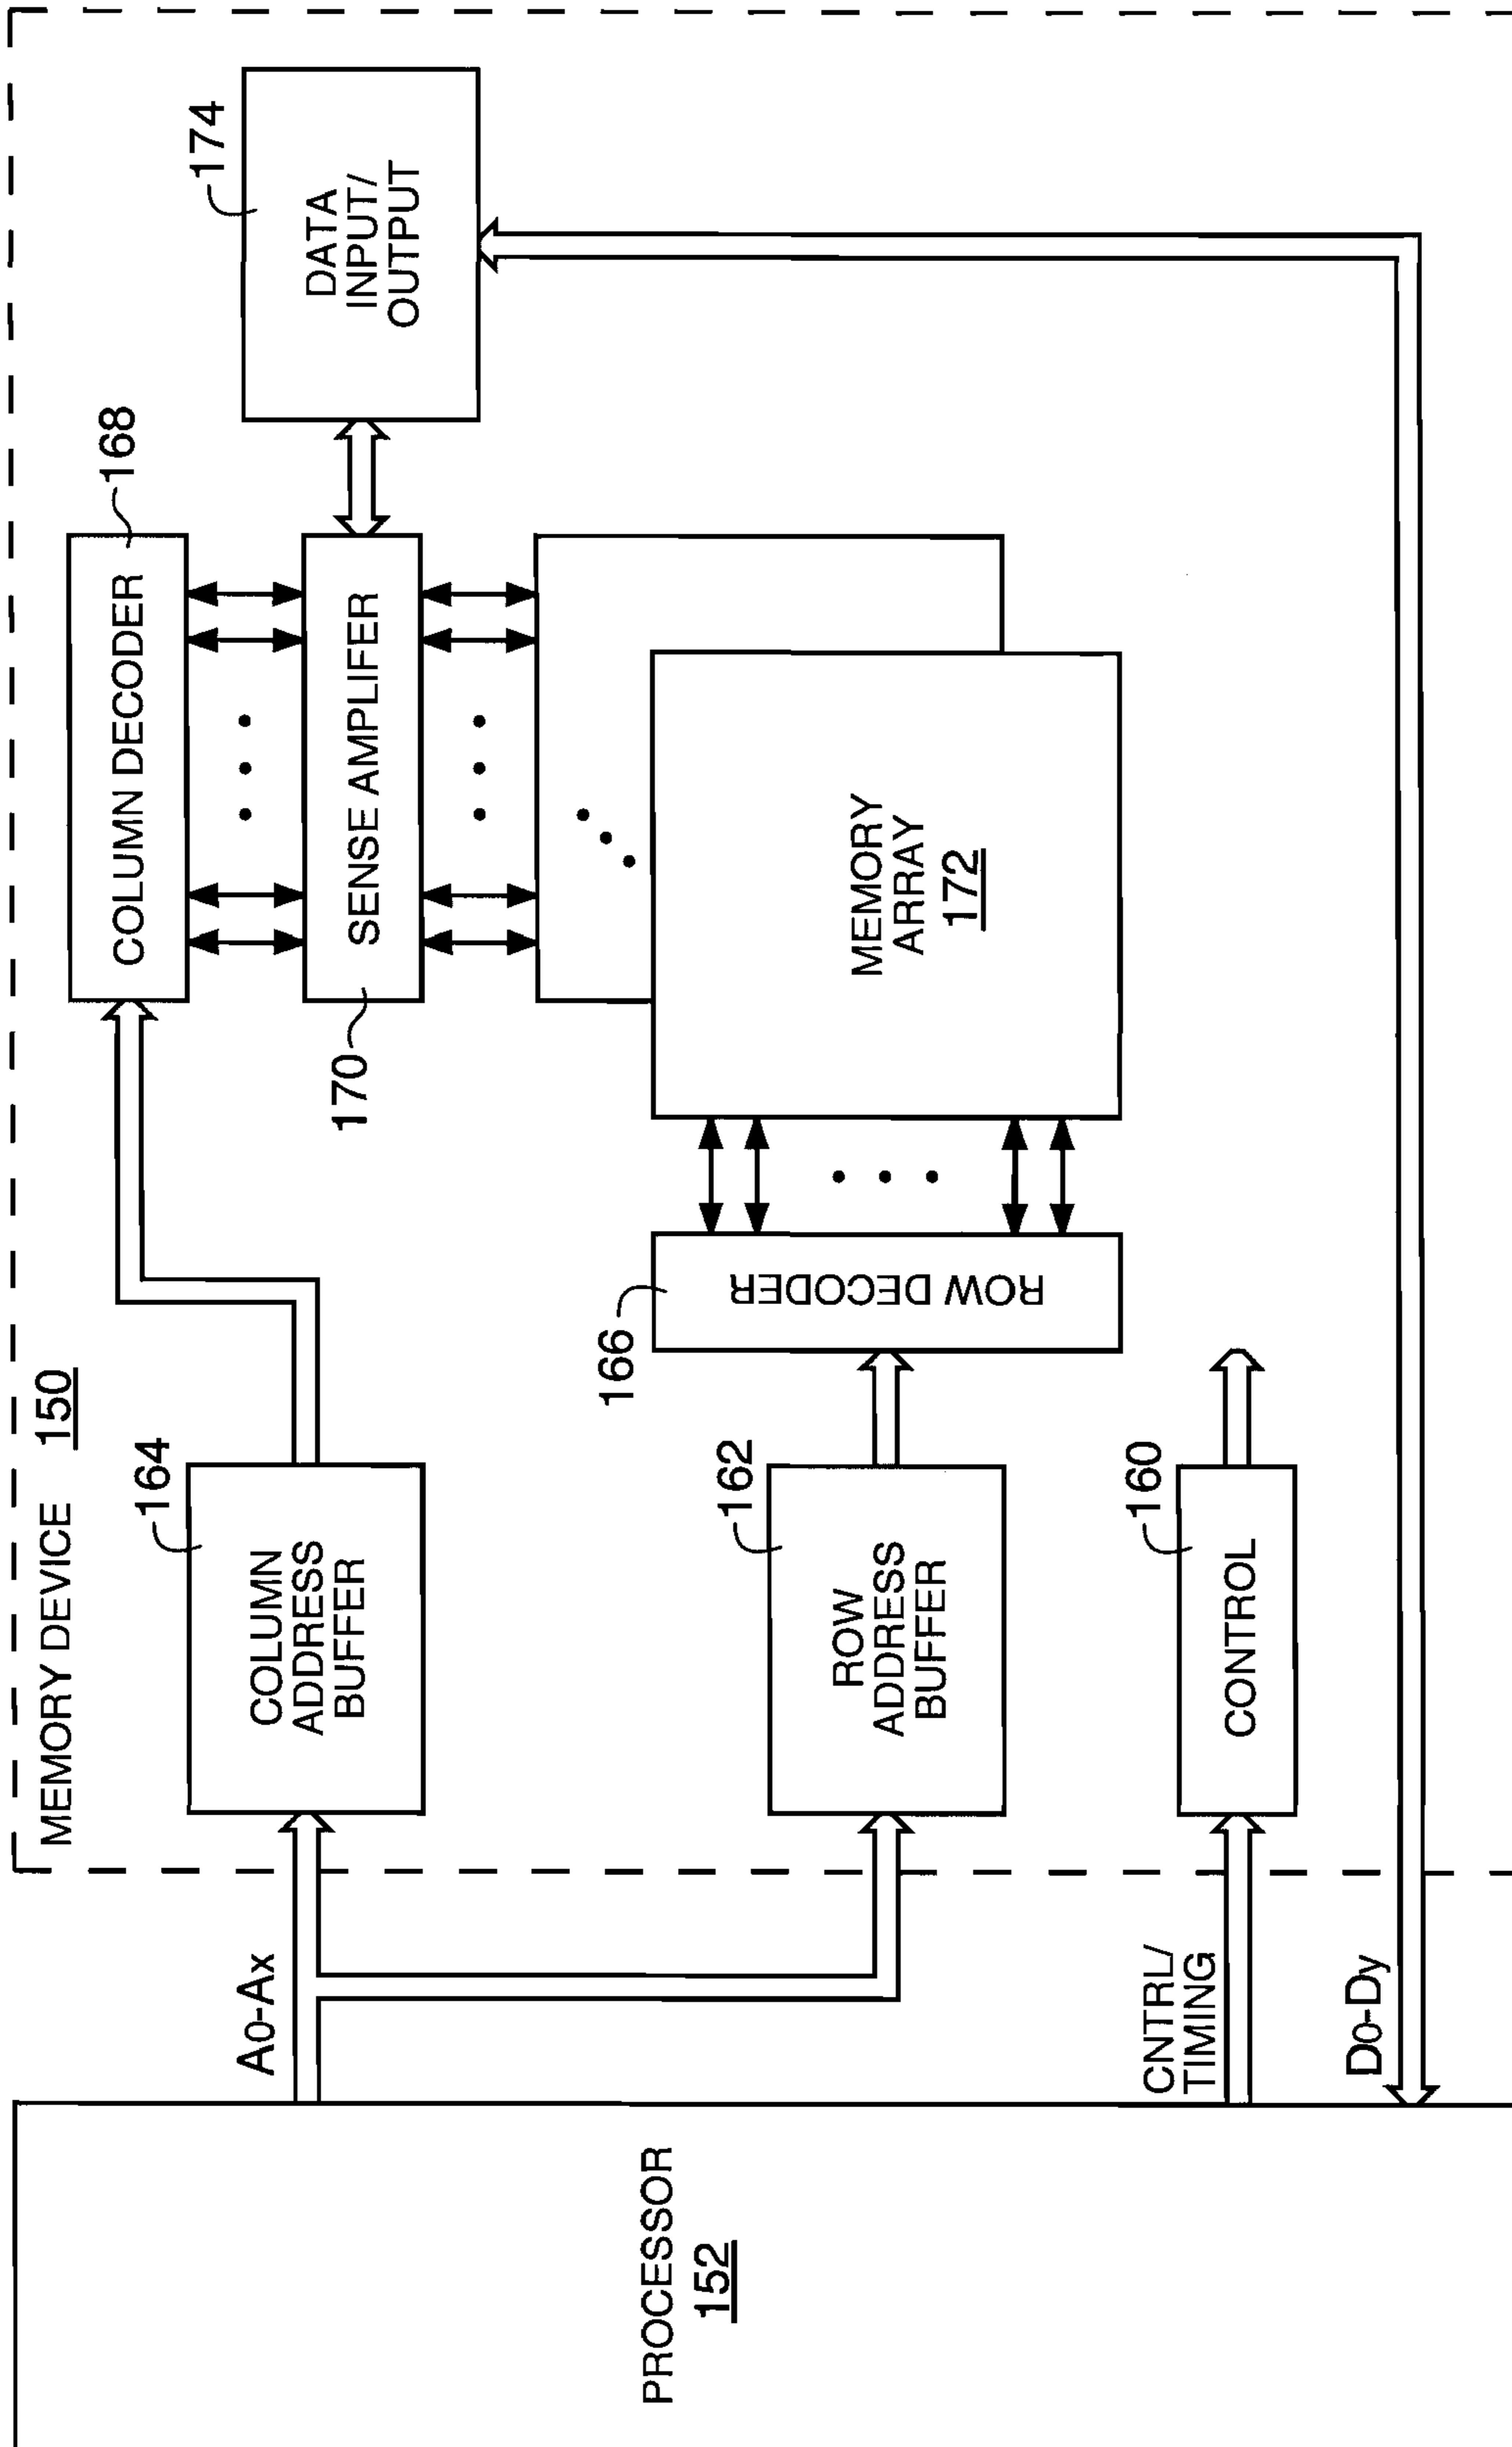 MEMORY DEVICE 150
PROCESSOR
152
A0-Ax
CNTRL/
TIMING
D0-Dy
164
COLUMN
ADDRESS
BUFFER
162
ROW
ADDRESS
BUFFER
160
CONTROL
166
ROW DECODER
168
COLUMN DECODER
170
SENSE AMPLIFER
MEMORY
ARRAY
172
174
DATA
INPUT/
OUTPUT